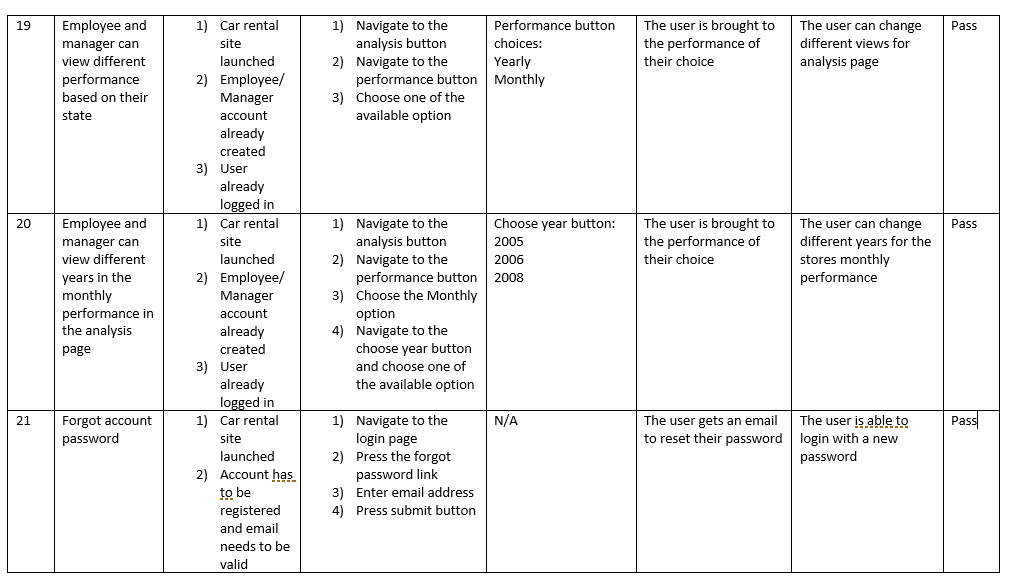 19
Employee and
manager can
view different
performance
based on their
state
1) Car rental
site
launched
2) Employee/
Manager
account
already
created
3) User
already
logged in
1) Navigate to the
analysis button
2) Navigate to the
performance button
3) Choose one of the
available option
Performance button
choices:
Yearly
Monthly
The user is brought to
the performance of
their choice
The user can change
different views for
analysis page
Pass
20
Employee and
manager can
view different
years in the
monthly
performance in
the analysis
page
1) Car rental
site
launched
2) Employee/
Manager
account
already
created
3) User
already
logged in
1) Navigate to the
analysis button
2) Navigate to the
performance button
3) Choose the Monthly
option
4) Navigate to the
choose year button
and choose one of
the available option
Choose year button:
2005
2006
2008
The user is brought to
the performance of
their choice
The user can change
different years for the
stores monthly
performance
Pass
21
Forgot account
password
1) Car rental
site
launched
2) Account has
to be
registered
and email
needs to be
valid
1) Navigate to the
login page
2) Press the forgot
password link
3) Enter email address
4) Press submit button
N/A
The user gets an email
to reset their password
The user is able to
login with a new
password
Pass